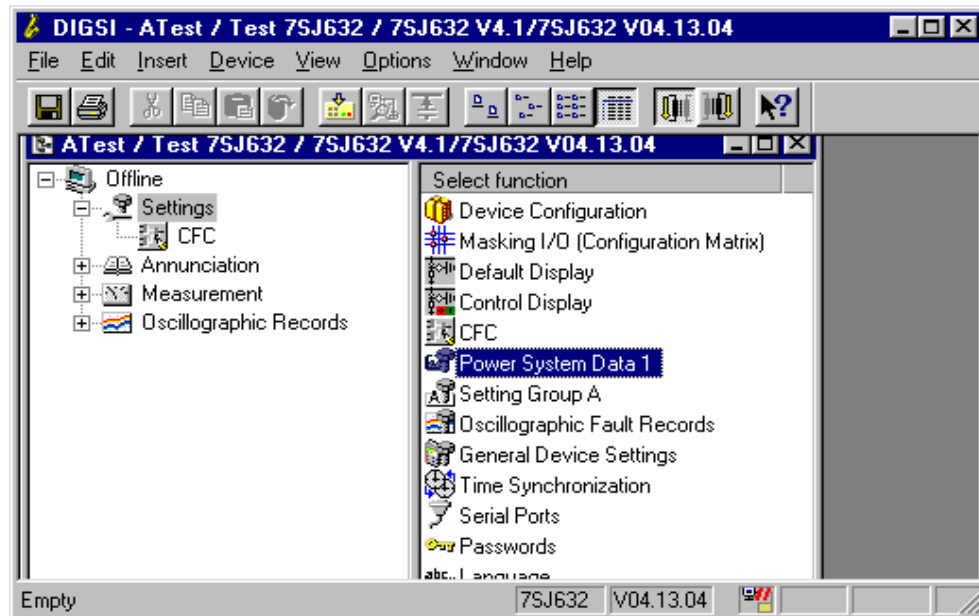 DIGSI - ATest / Test 7SJ632 / 7SJ632 V4.1/7SJ632 V04.13.04
File Edit Insert Device View Options Window Help
ATest / Test 7SJ632 / 7SJ632 V4.1/7SJ632 V04.13.04
Offline
Settings
CFC
Annunciation
Measurement
Oscillographic Records
Select function
Device Configuration
Masking I/O (Configuration Matrix)
Default Display
Control Display
CFC
Power System Data 1
Setting Group A
Oscillographic Fault Records
General Device Settings
Time Synchronization
Serial Ports
Passwords
abc.. Language
Empty 7SJ632 V04.13.04